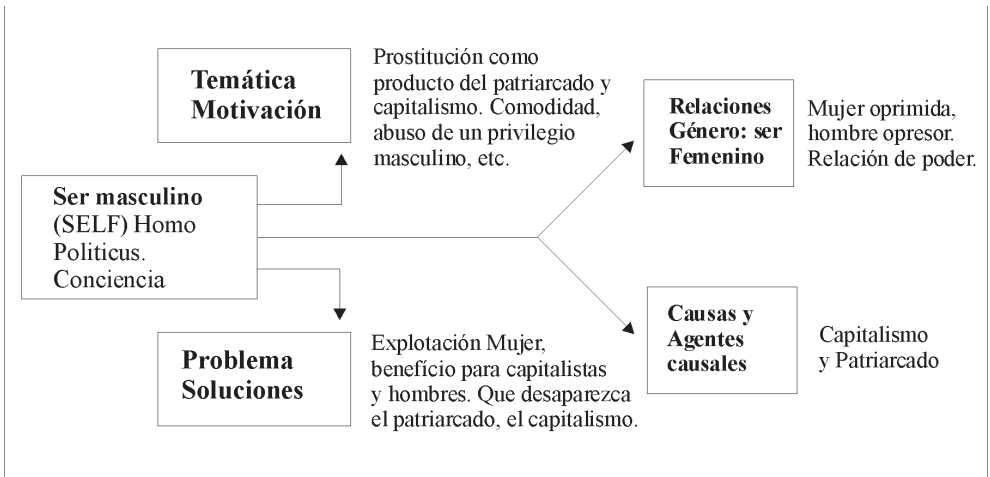 Temática
Motivación
Prostitución como
producto del patriarcado y
capitalismo. Comodidad,
abuso de un privilegio
masculino, etc.
Relaciones
Género: ser
Femenino
Mujer oprimida,
hombre opresor.
Relación de poder.
Ser masculino
(SELF) Homo
Politicus.
Conciencia
Problema
Soluciones
Explotación Mujer,
benefício para capitalistas
y hombres. Que desaparezca
el patriarcado, el capitalismo.
Causas y
Agentes
causales
Capitalismo
y Patriarcado